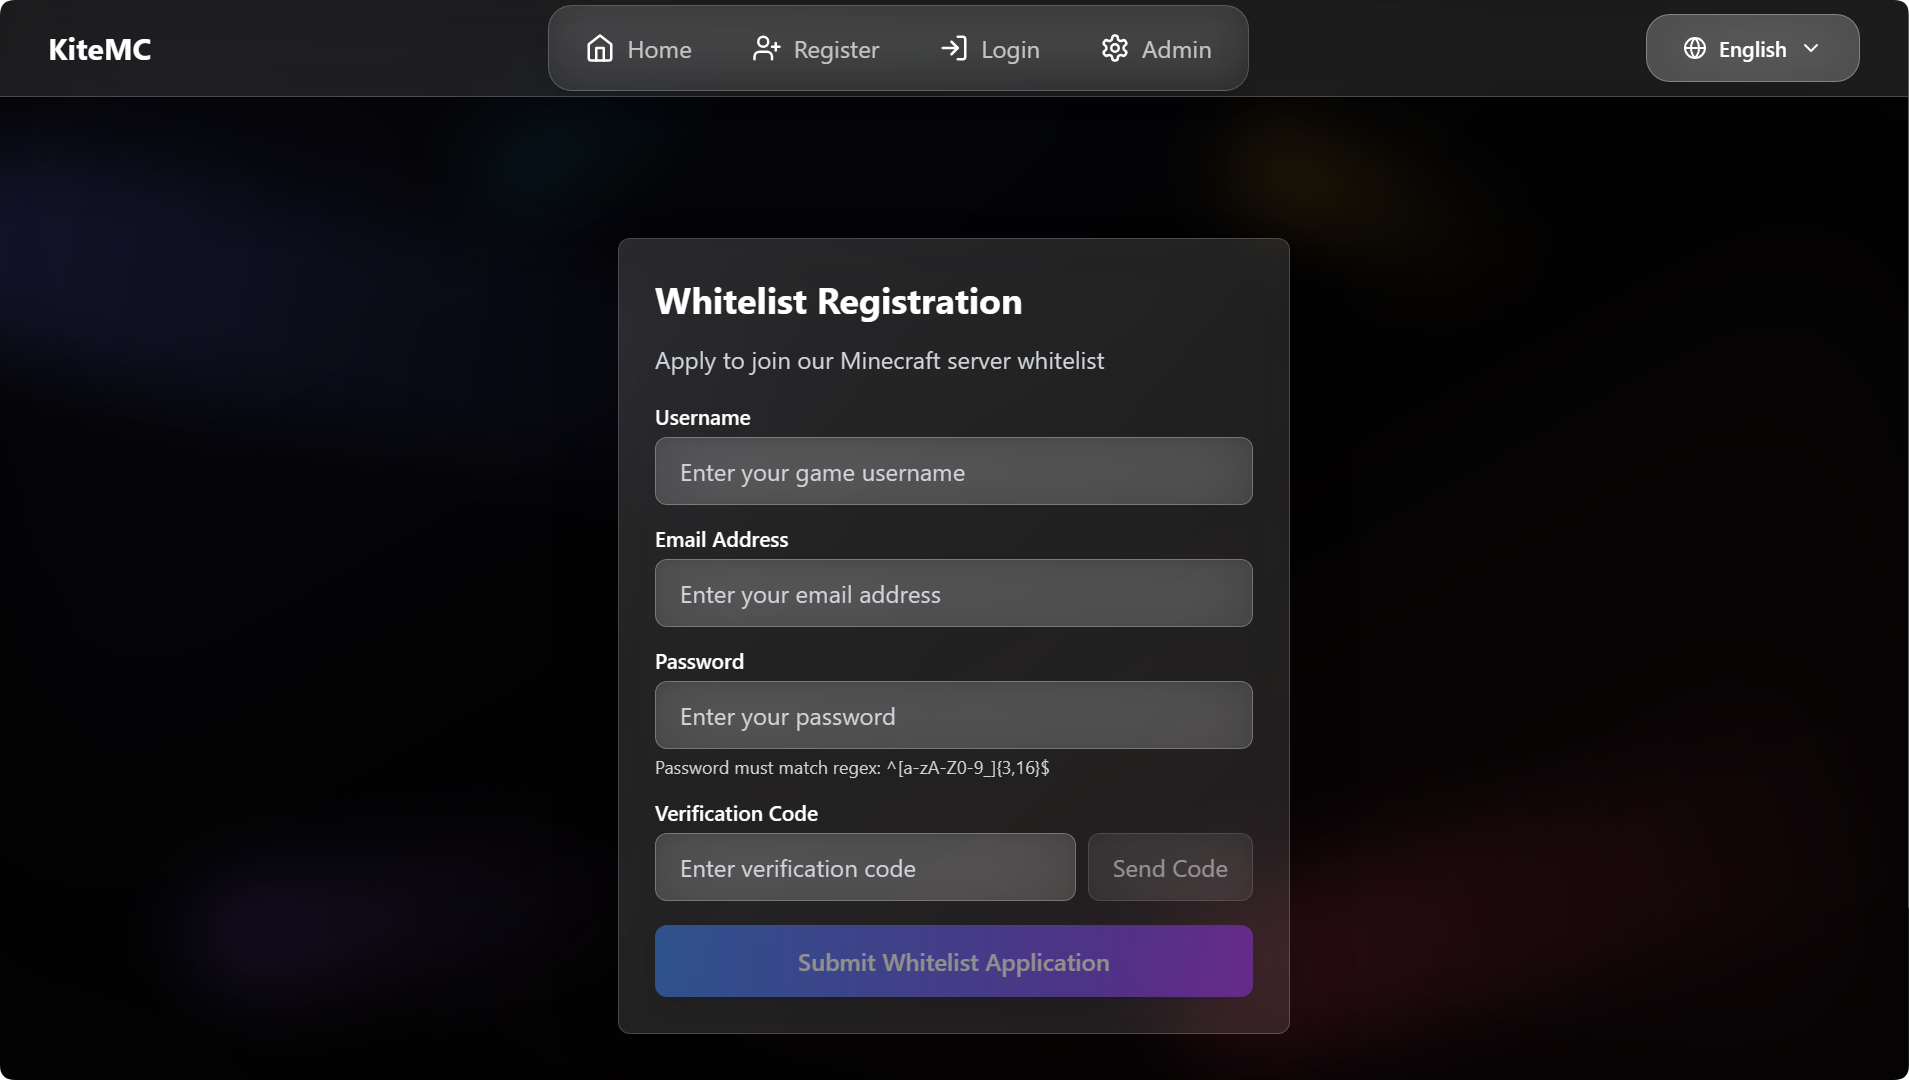 KiteMC
Home
Register
Login
Admin
English
Whitelist Registration
Apply to join our Minecraft server whitelist
Username
Enter your game username
Email Address
Enter your email address
Password
Enter your password
Password must match regex: ^[a-zA-Z0-9_]{3,16}$
Verification Code
Enter verification code
Send Code
Submit Whitelist Application